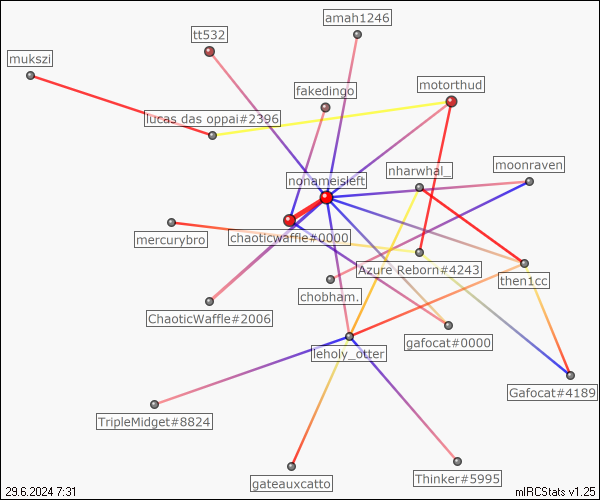 amah1246
tt532
mukszi
motorthud
fakedingo
lucas das oppai#2396
nharwhal_
moonraven
nonameisleft
chaoticwaffle#0000
mercurybro
Azure Reborn#4243
then1cc
chobham.
ChaoticWaffle#2006
gafocat#0000
leholy_otter
Gafocat#4189
TripleMidget#8824
Thinker#5995
gateauxcatto
29.6.2024 7:31
mIRCStats v1.25